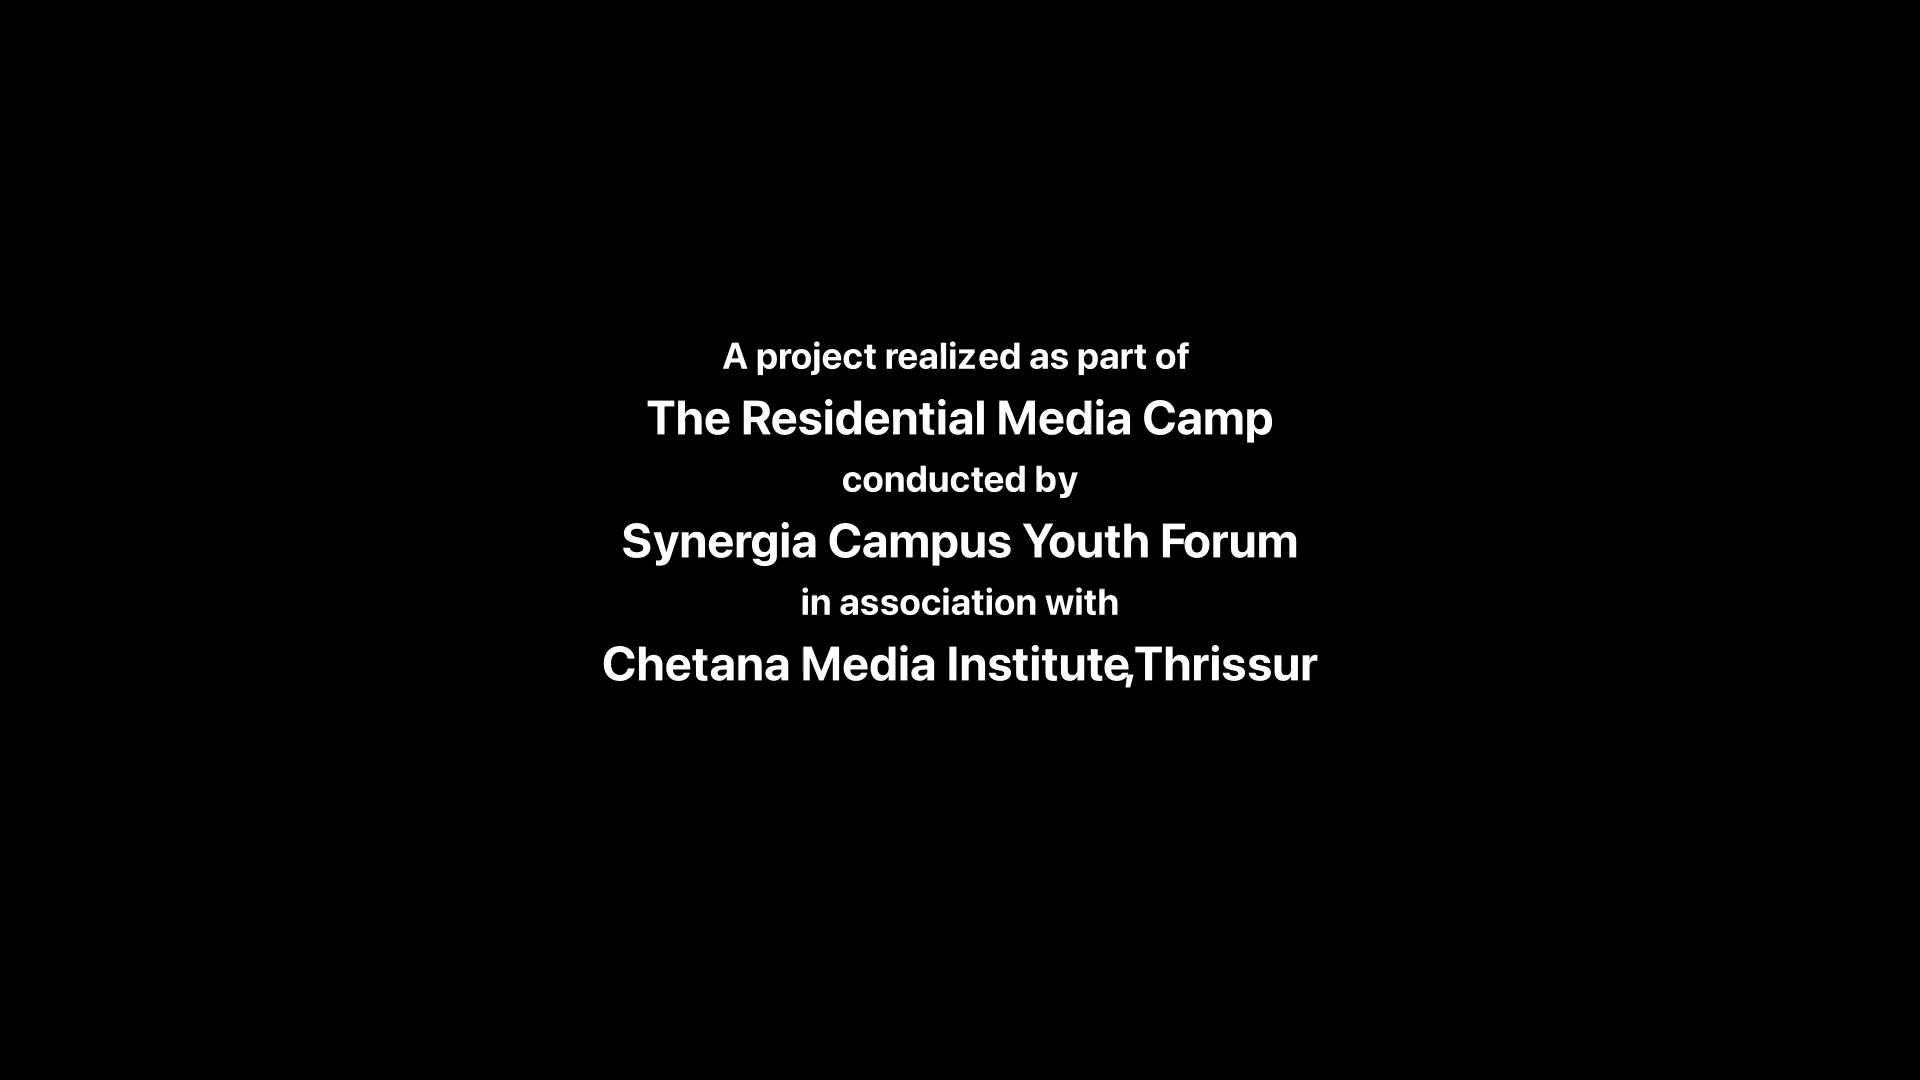 A project realized as part of
The Residential Media Camp
conducted by
Synergia Campus Youth Forum
in association with
Chetana Media Institute,Thrissur